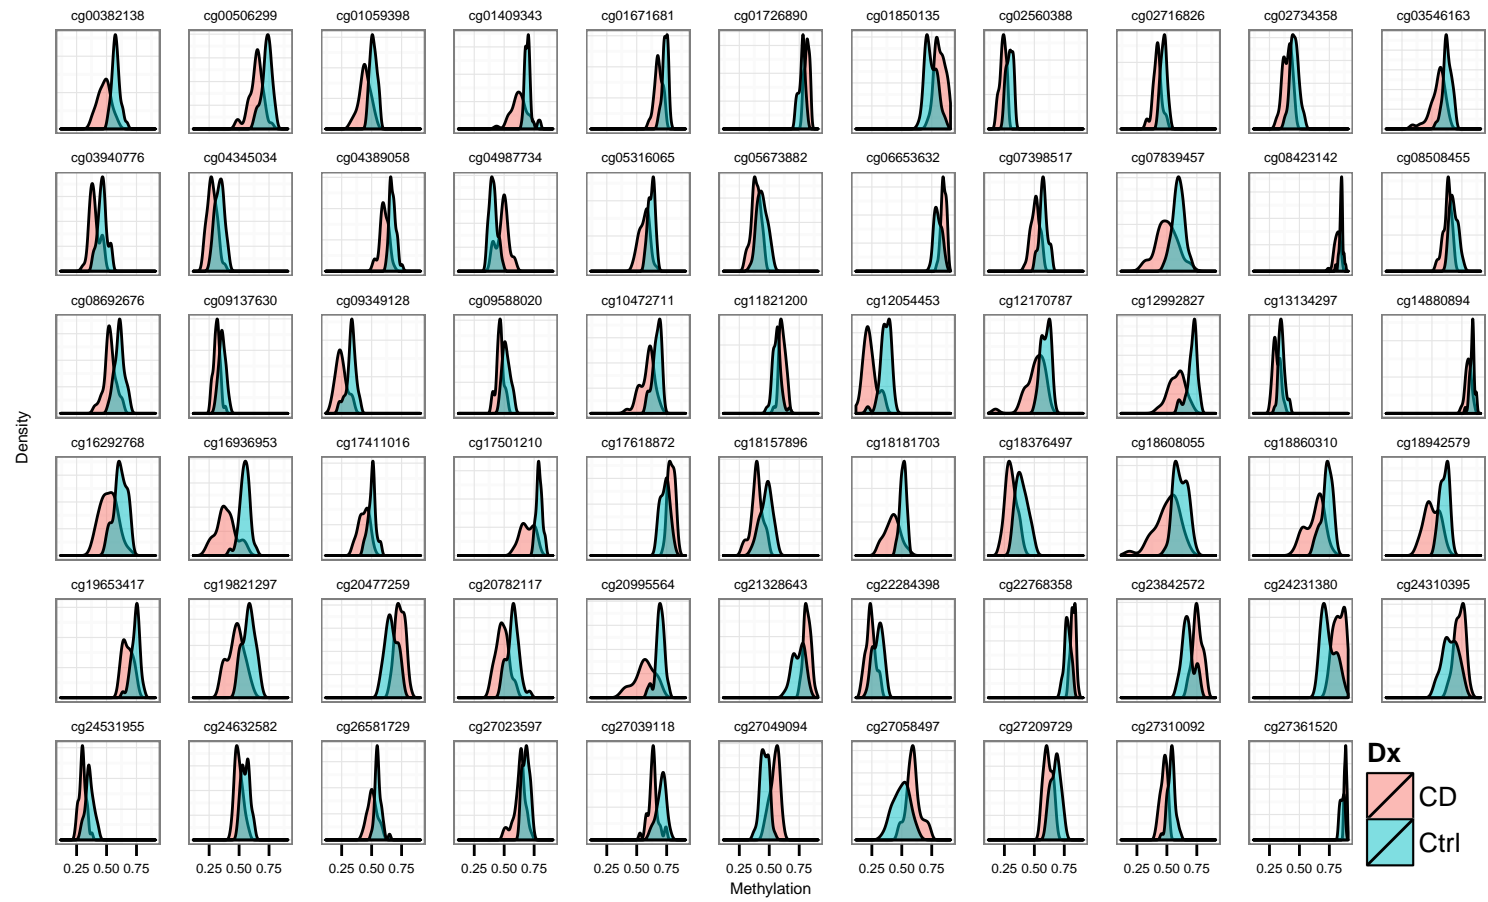 cg00382138 cg00506299 cg01059398 cg01409343 cg01671681 cg01726890 cg01850135 cg02560388 cg02716826 cg02734358 cg03546163
cg03940776 cg04345034 cg04389058 cg04987734 cg05316065 cg05673882 cg06653632 cg07398517 cg07839457 cg08423142 cg08508455
cg08692676 cg09137630 cg09349128 cg09588020 cg10472711 cg11821200 cg12054453 cg12170787 cg12992827 cg13134297 cg14880894
Density
cg16292768 cg16936953 cg17411016 cg17501210 cg17618872 cg18157896 cg18181703 cg18376497 cg18608055 cg18860310 cg18942579
cg19653417 cg19821297 cg20477259 cg20782117 cg20995564 cg21328643 cg22284398 cg22768358 cg23842572 cg24231380 cg24310395
cg24531955 cg24632582 cg26581729 cg27023597 cg27039118 cg27049094 cg27058497 cg27209729 cg27310092 cg27361520
Dx
CD
Ctrl
0.25 0.50 0.75 0.25 0.50 0.75 0.25 0.50 0.75 0.25 0.50 0.75 0.25 0.50 0.75 0.25 0.50 0.75 0.25 0.50 0.75 0.25 0.50 0.75 0.25 0.50 0.75 0.25 0.50 0.75
Methylation